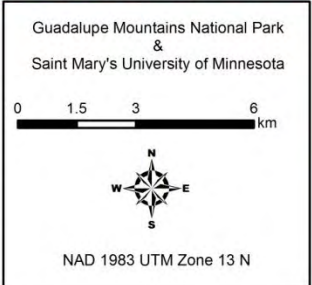 Guadalupe Mountains National Park
&
Saint Mary's University of Minnesota
0 1.5 3 6
km
N
W E
S
NAD 1983 UTM Zone 13 N